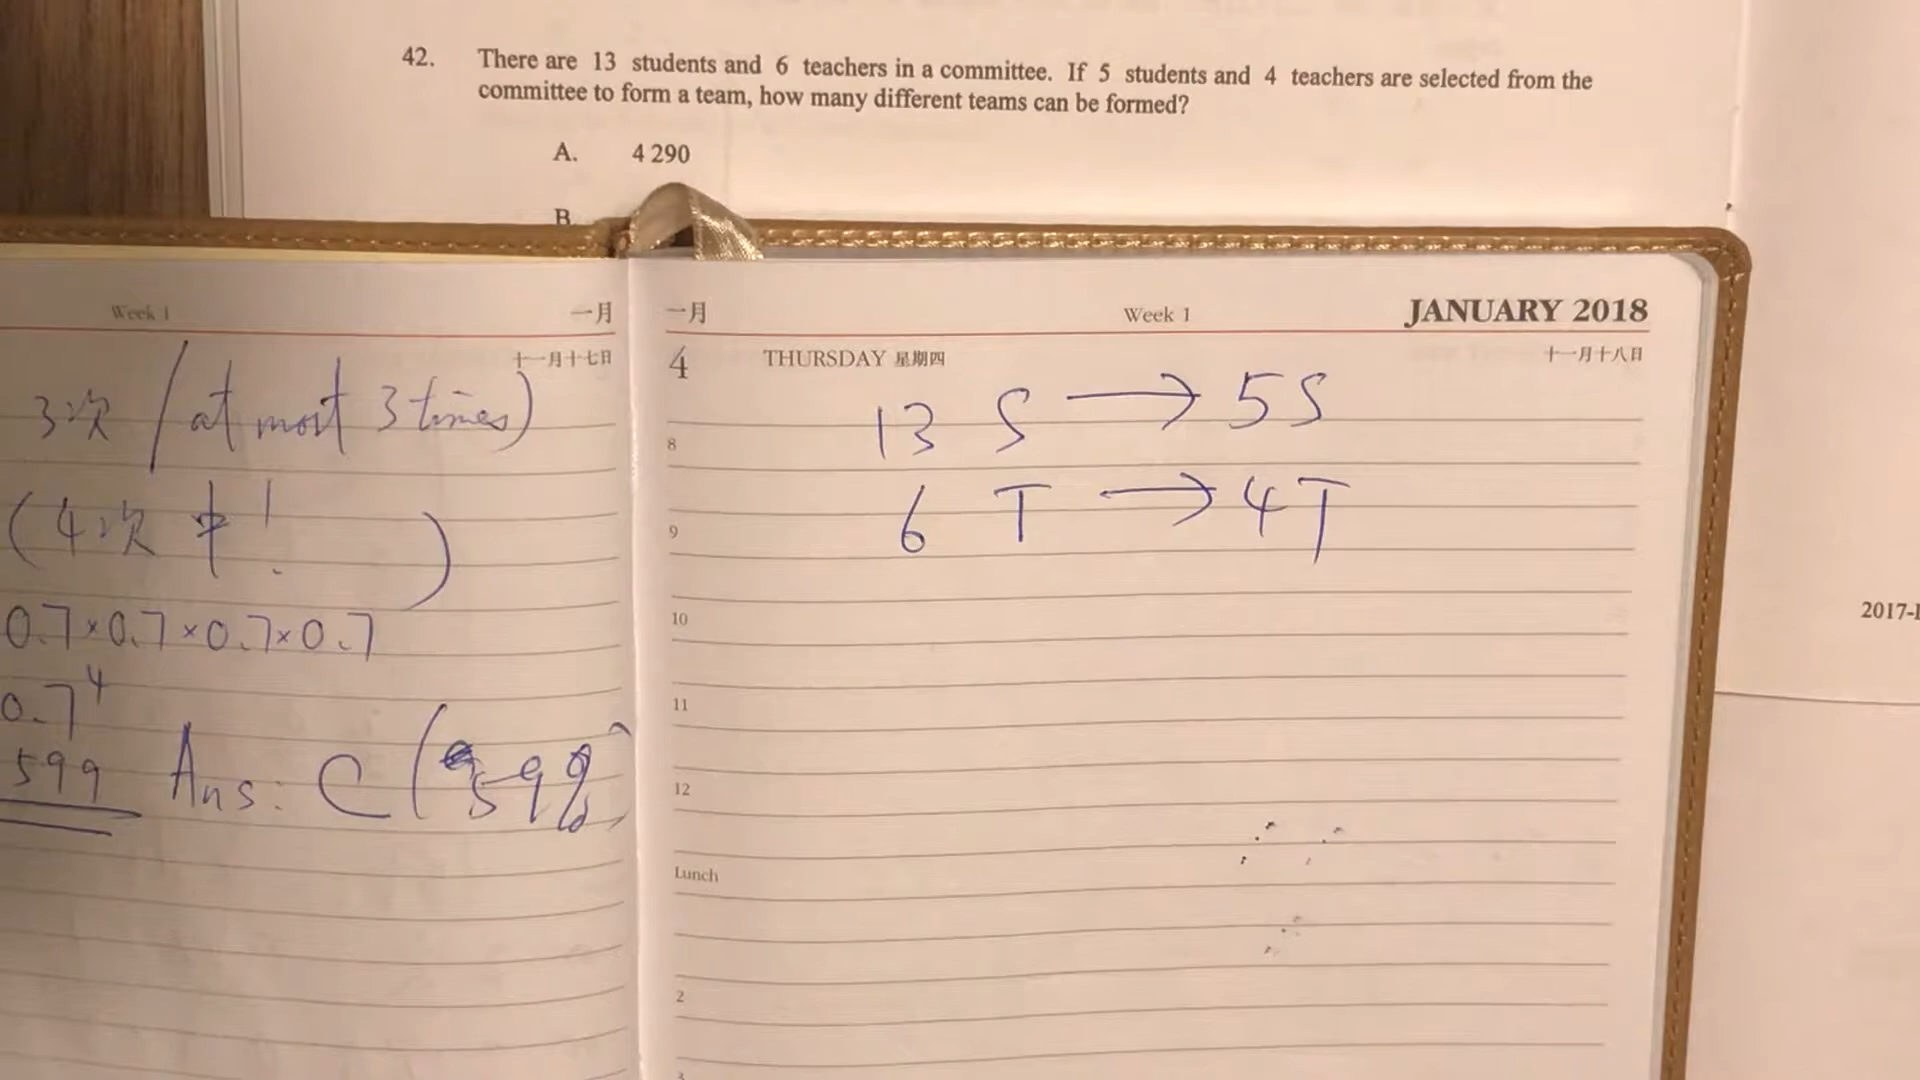 42. There are 13 students and 6 teachers in a committee. If 5 students and 4 teachers are selected from the
committee to form a team, how many different teams can be formed?
A. 4 290
B.
Week 1 一月
十一月十七日
3次 (at most 3 times)
(4次 中! )
0.7×0.7×0.7×0.7
0.7⁴
599 Ans: C (599
一月 Week 1 JANUARY 2018
4 THURSDAY 星期四 十一月十八日
13 S → 5S
8
6 T → 4T
9
10
11
12
Lunch
2
3
2017-